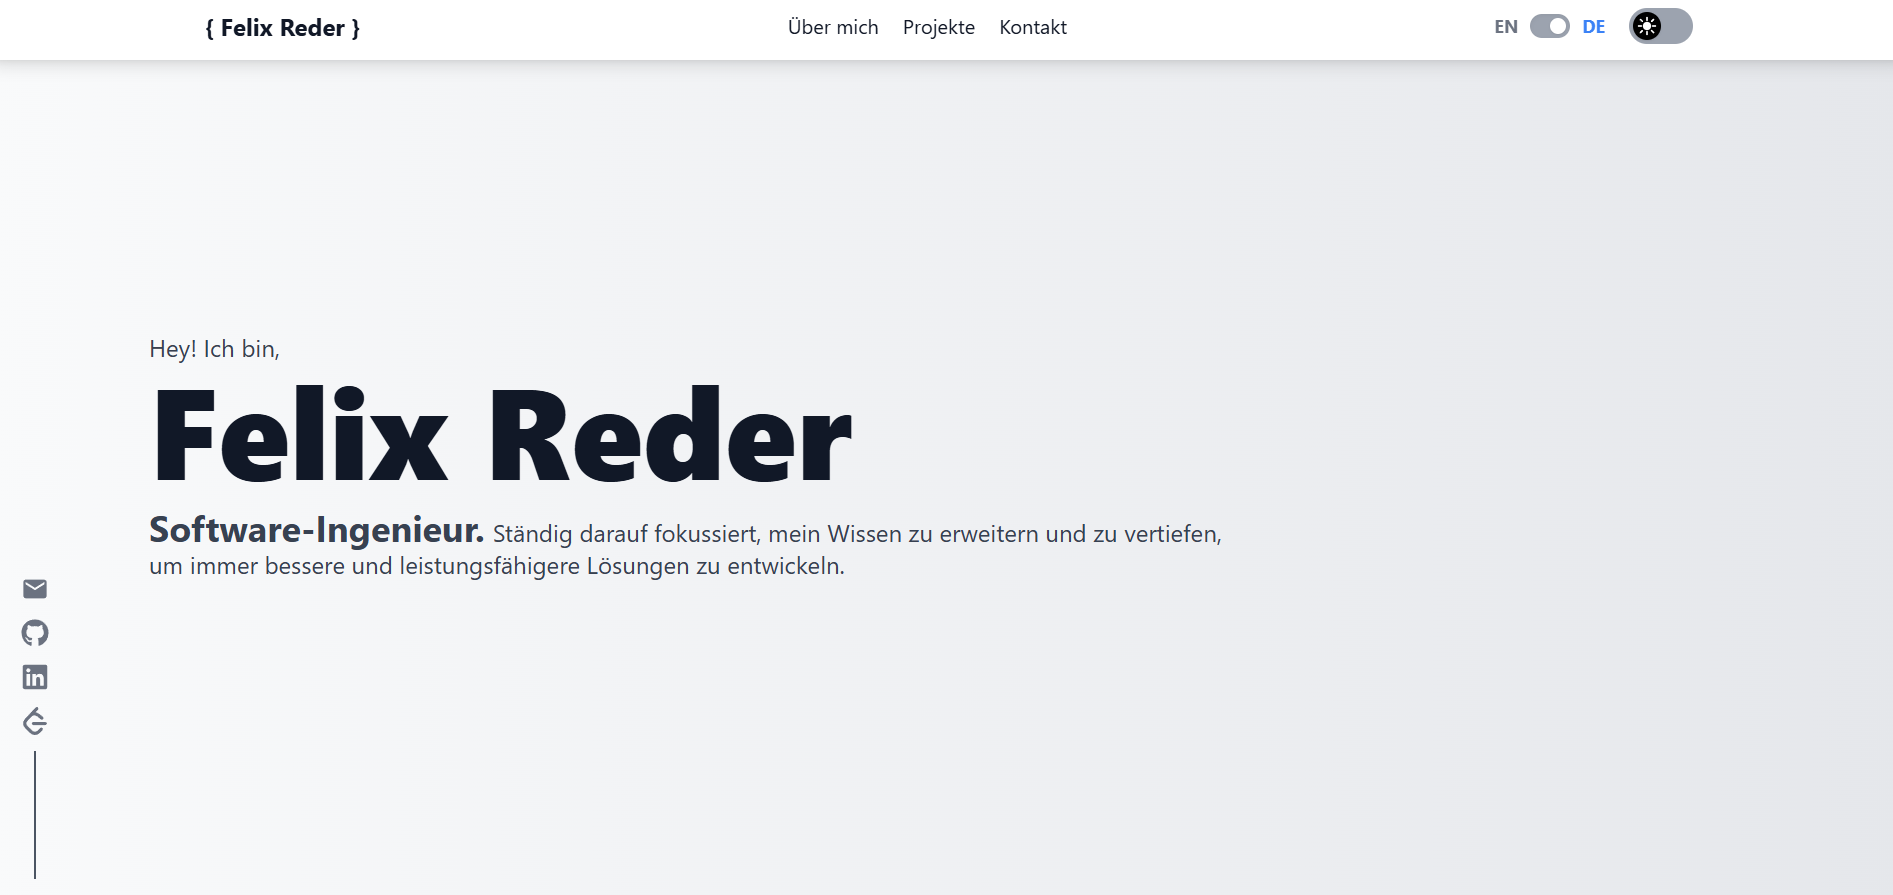 { Felix Reder }
Über mich Projekte Kontakt
EN DE
Hey! Ich bin,
Felix Reder
Software-Ingenieur. Ständig darauf fokussiert, mein Wissen zu erweitern und zu vertiefen,
um immer bessere und leistungsfähigere Lösungen zu entwickeln.
in